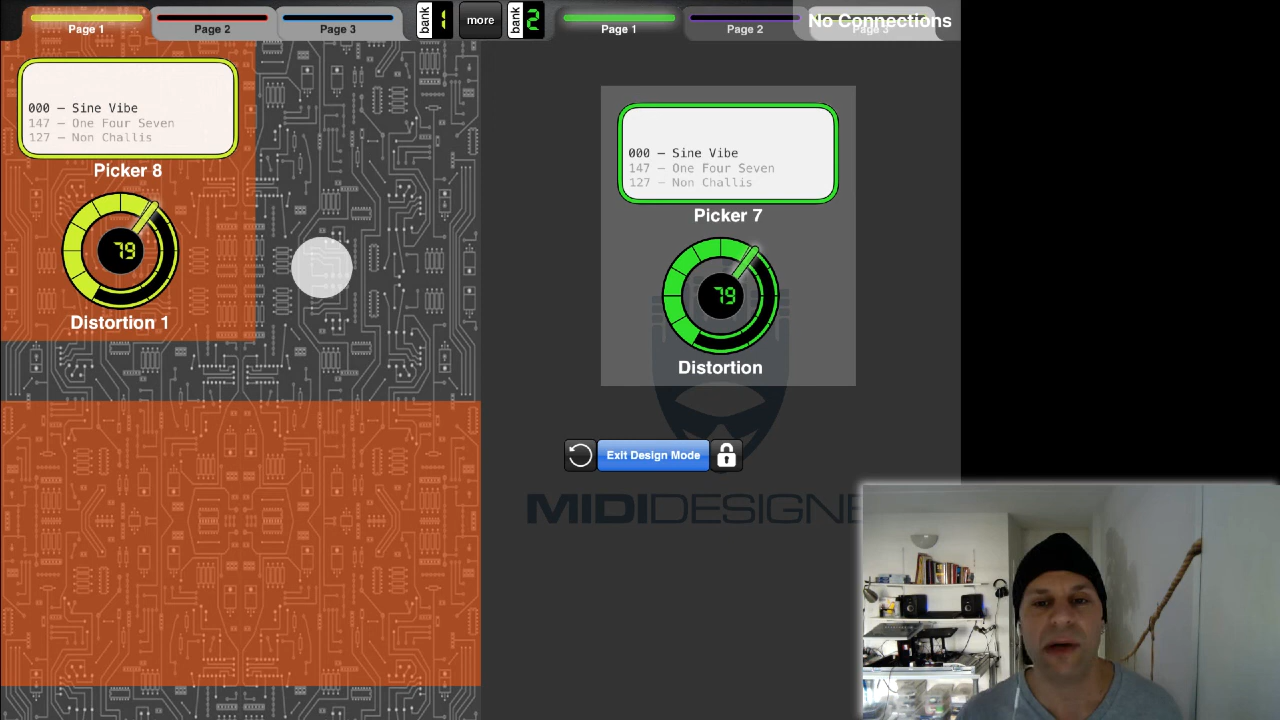 Page 1
Page 2
Page 3
bank
1
more
bank
2
Page 1
Page 2
Page 3
No Connections
000 – Sine Vibe
147 – One Four Seven
127 – Non Challis
Picker 8
79
Distortion 1
000 – Sine Vibe
147 – One Four Seven
127 – Non Challis
Picker 7
79
Distortion
Exit Design Mode
MIDIDESIGNE